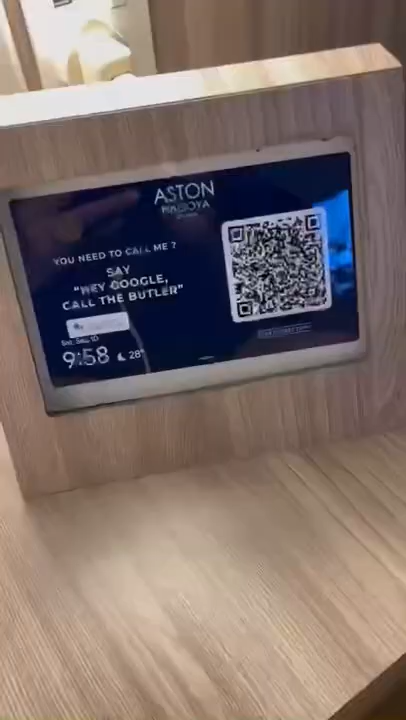 ASTON
NAGOYA
YOU NEED TO CALL ME ?
SAY
"HEY GOOGLE,
CALL THE BUTLER"
9:58 28°